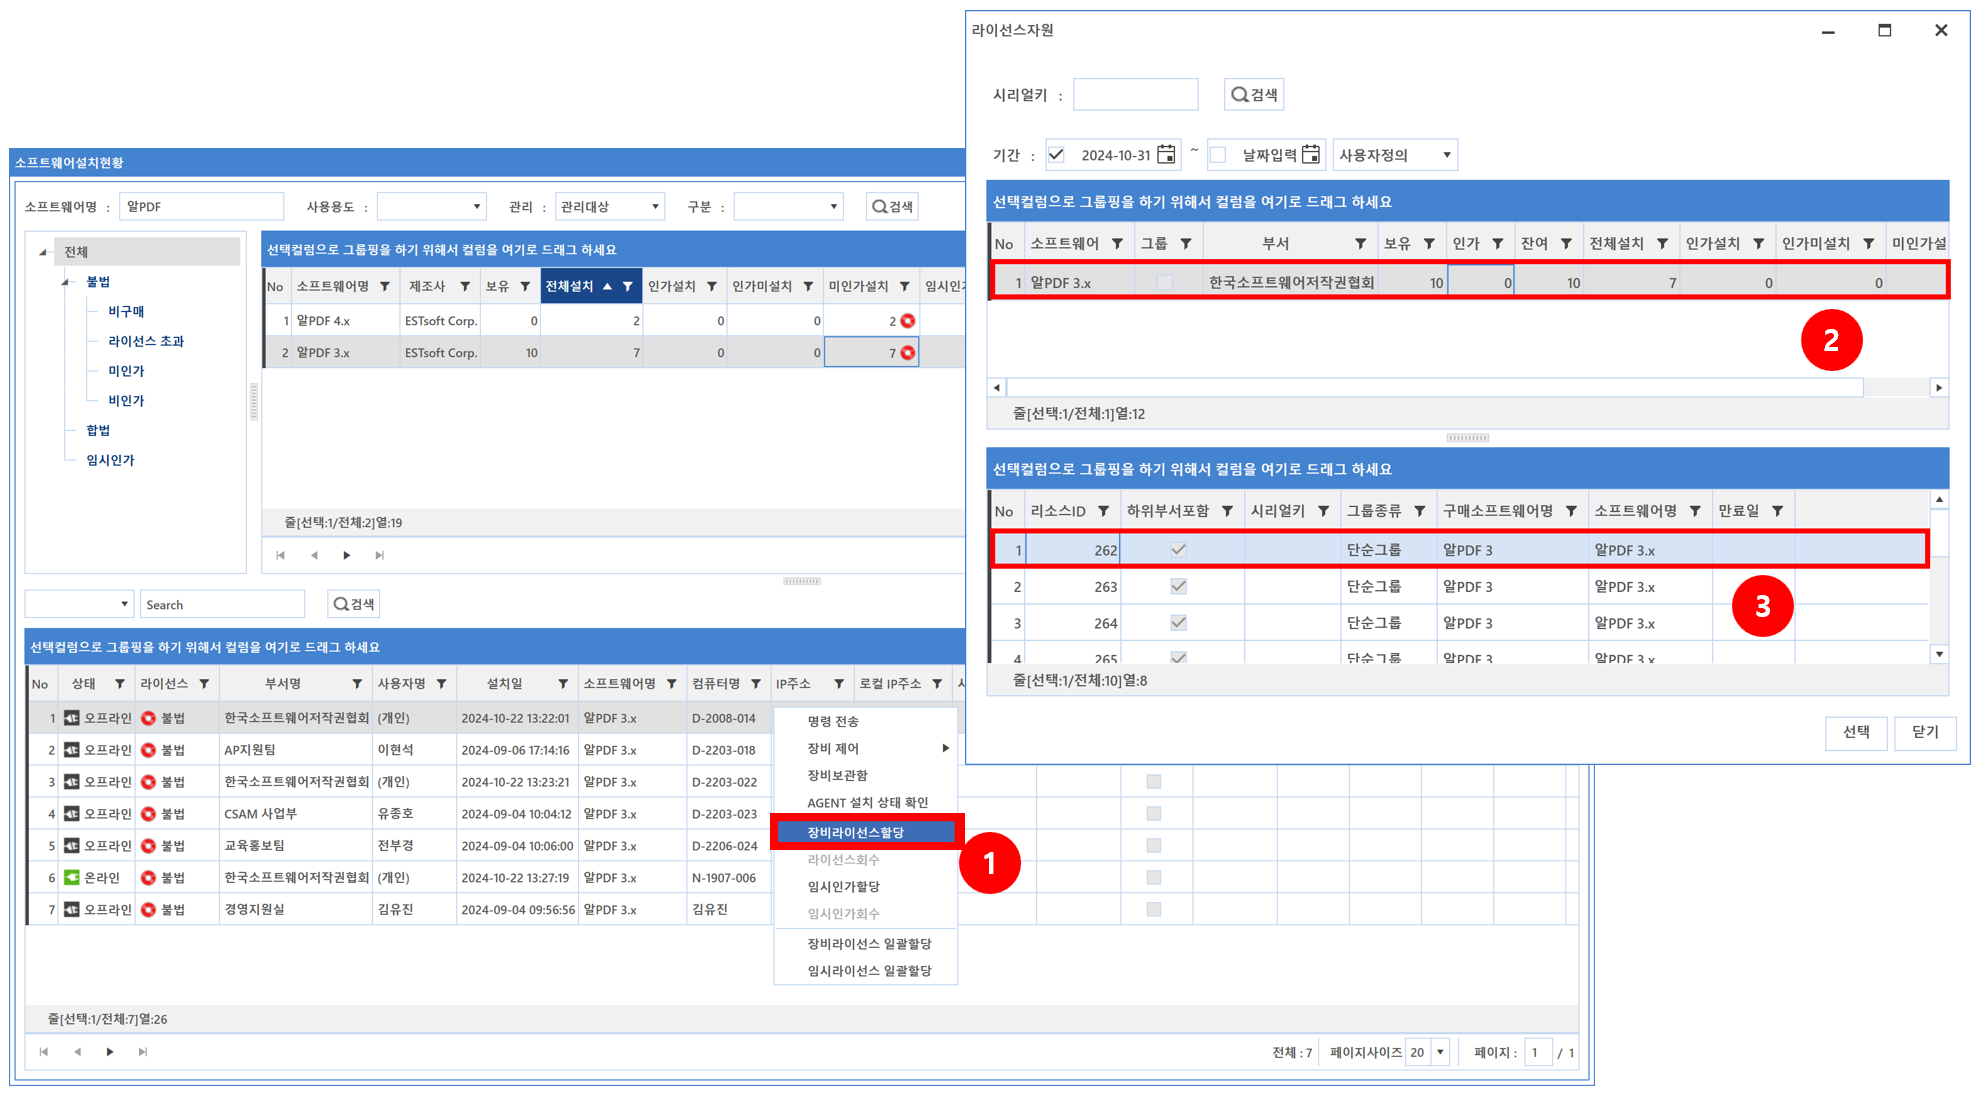 라이선스자원
시리얼키 :
검색
기간 : 2024-10-31 ~ 날짜입력 사용자정의
선택컬럼으로 그룹핑을 하기 위해서 컬럼을 여기로 드래그 하세요
No 소프트웨어 그룹 부서 보유 인가 잔여 전체설치 인가설치 인가미설치 미인가설
1 알PDF 3.x 한국소프트웨어저작권협회 10 0 10 7 0 0
2
줄[선택:1/전체:1]열:12
선택컬럼으로 그룹핑을 하기 위해서 컬럼을 여기로 드래그 하세요
No 리소스ID 하위부서포함 시리얼키 그룹종류 구매소프트웨어명 소프트웨어명 만료일
1 262 단순그룹 알PDF 3 알PDF 3.x
2 263 단순그룹 알PDF 3 알PDF 3.x
3 264 단순그룹 알PDF 3 알PDF 3.x
4 265 단순그룹 알PDF 3 알PDF 3.x
3
줄[선택:1/전체:10]열:8
선택 닫기
소프트웨어설치현황
소프트웨어명 : 알PDF 사용용도 : 관리 : 관리대상 구분 : 검색
전체
불법
비구매
라이선스 초과
미인가
비인가
합법
임시인가
선택컬럼으로 그룹핑을 하기 위해서 컬럼을 여기로 드래그 하세요
No 소프트웨어명 제조사 보유 전체설치 인가설치 인가미설치 미인가설치 임시인가
1 알PDF 4.x ESTsoft Corp. 0 2 0 0 2
2 알PDF 3.x ESTsoft Corp. 10 7 0 0 7
줄[선택:1/전체:2]열:19
Search 검색
선택컬럼으로 그룹핑을 하기 위해서 컬럼을 여기로 드래그 하세요
No 상태 라이선스 부서명 사용자명 설치일 소프트웨어명 컴퓨터명 IP주소 로컬 IP주소
1 오프라인 불법 한국소프트웨어저작권협회 (개인) 2024-10-22 13:22:01 알PDF 3.x D-2008-014
2 오프라인 불법 AP지원팀 이현석 2024-09-06 17:14:16 알PDF 3.x D-2203-018
3 오프라인 불법 한국소프트웨어저작권협회 (개인) 2024-10-22 13:23:21 알PDF 3.x D-2203-022
4 오프라인 불법 CSAM 사업부 유종호 2024-09-04 10:04:12 알PDF 3.x D-2203-023
5 오프라인 불법 교육홍보팀 전부경 2024-09-04 10:06:00 알PDF 3.x D-2206-024
6 온라인 불법 한국소프트웨어저작권협회 (개인) 2024-10-22 13:27:19 알PDF 3.x N-1907-006
7 오프라인 불법 경영지원실 김유진 2024-09-04 09:56:56 알PDF 3.x 김유진
명령 전송
장비 제어
장비보관함
AGENT 설치 상태 확인
장비라이선스할당
1
라이선스회수
임시인가할당
임시인가회수
장비라이선스 일괄할당
임시라이선스 일괄할당
줄[선택:1/전체:7]열:26
전체 : 7 페이지사이즈 20 페이지 : 1 / 1